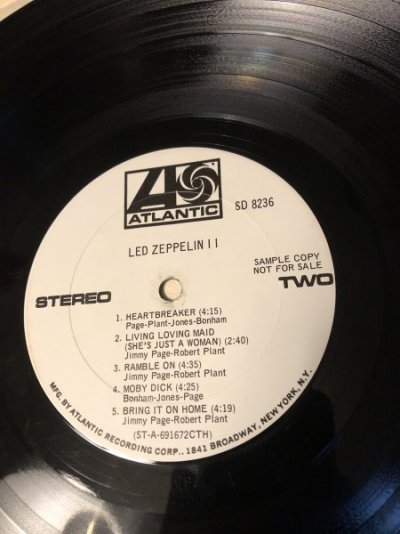 ATLANTIC
SD 8236
LED ZEPPELIN II
SAMPLE COPY
NOT FOR SALE
STEREO
TWO
1. HEARTBREAKER (4:15)
Page-Plant-Jones-Bonham
2. LIVING LOVING MAID
(SHE'S JUST A WOMAN) (2:40)
Jimmy Page-Robert Plant
3. RAMBLE ON (4:35)
Jimmy Page-Robert Plant
4. MOBY DICK (4:25)
Bonham-Jones-Page
5. BRING IT ON HOME (4:19)
Jimmy Page-Robert Plant
(ST-A-691672CTH)
MFG. BY ATLANTIC RECORDING CORP., 1841 BROADWAY, NEW YORK, N.Y.